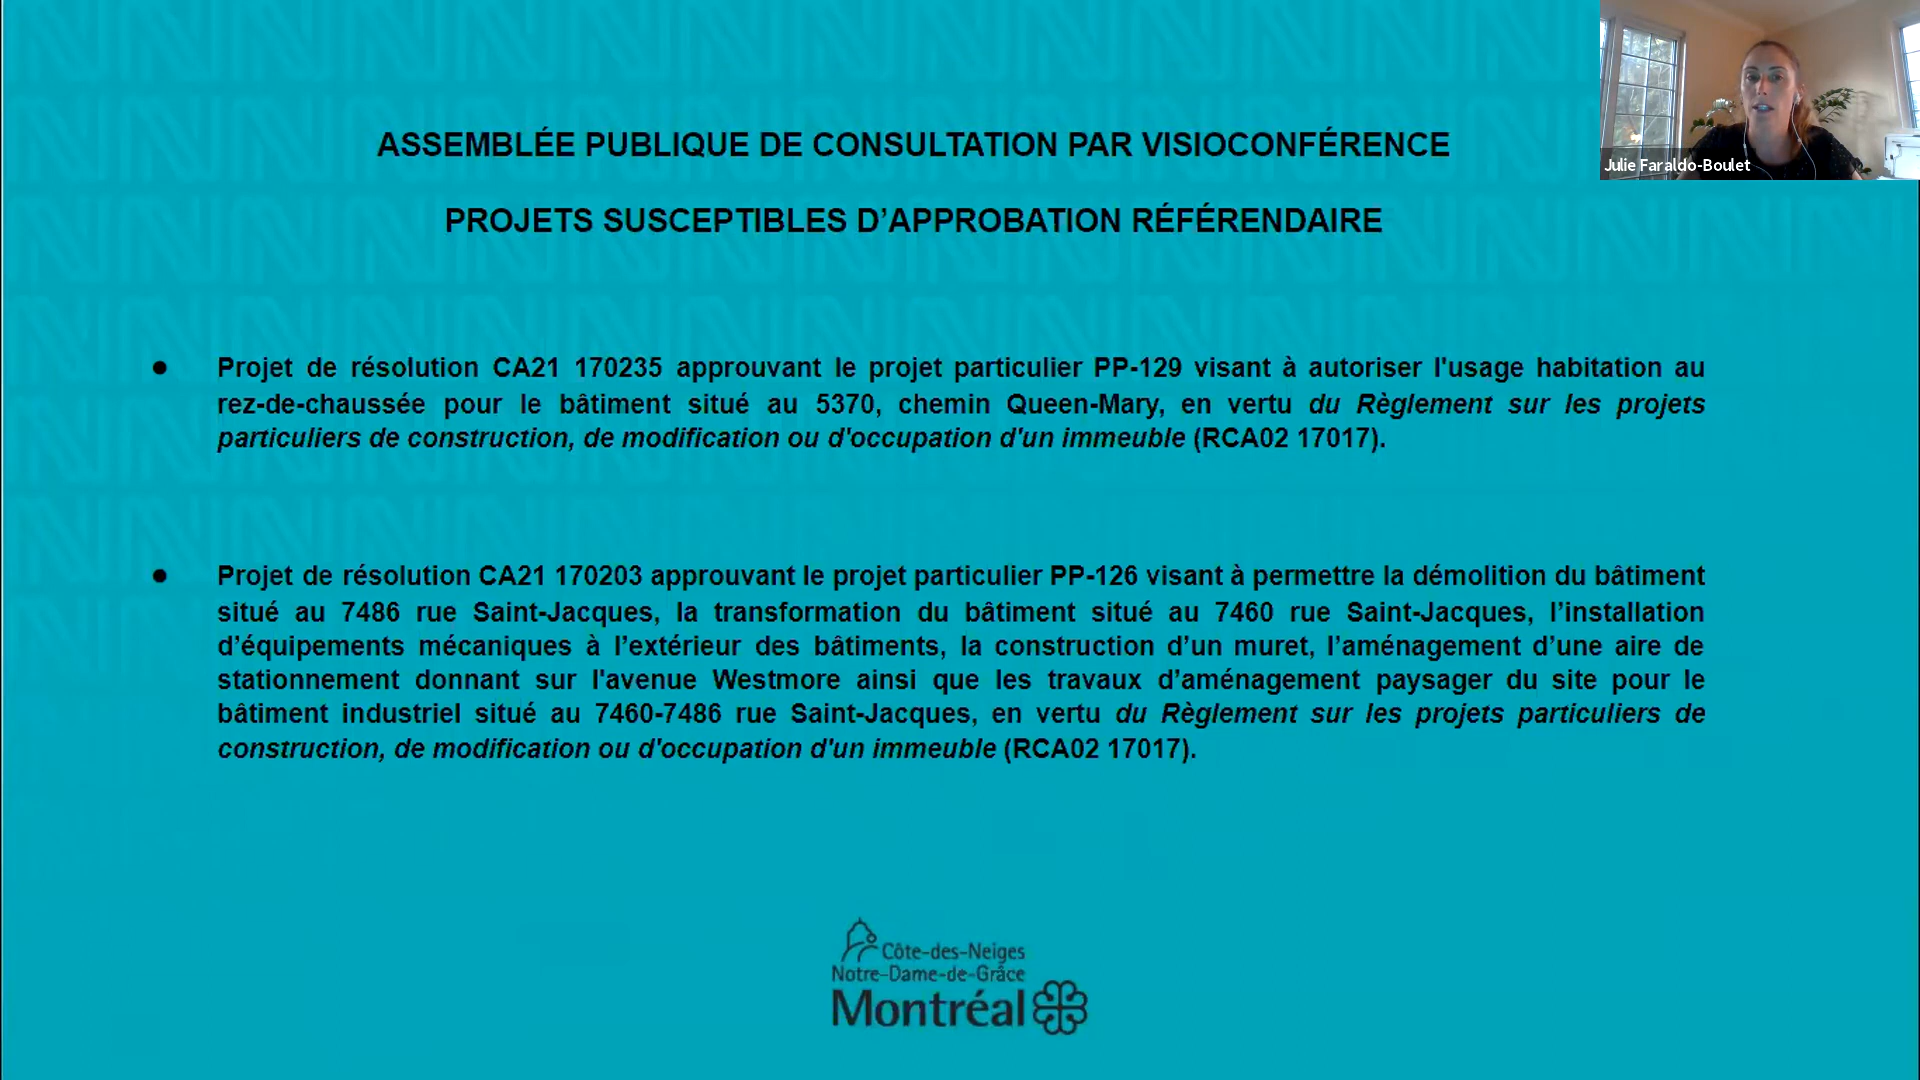 ASSEMBLÉE PUBLIQUE DE CONSULTATION PAR VISIOCONFÉRENCE
Julie Faraldo-Boulet
PROJETS SUSCEPTIBLES D'APPROBATION RÉFÉRENDAIRE
● Projet de résolution CA21 170235 approuvant le projet particulier PP-129 visant à autoriser l'usage habitation au
rez-de-chaussée pour le bâtiment situé au 5370, chemin Queen-Mary, en vertu du Règlement sur les projets
particuliers de construction, de modification ou d'occupation d'un immeuble (RCA02 17017).
● Projet de résolution CA21 170203 approuvant le projet particulier PP-126 visant à permettre la démolition du bâtiment
situé au 7486 rue Saint-Jacques, la transformation du bâtiment situé au 7460 rue Saint-Jacques, l’installation
d’équipements mécaniques à l’extérieur des bâtiments, la construction d’un muret, l’aménagement d’une aire de
stationnement donnant sur l'avenue Westmore ainsi que les travaux d’aménagement paysager du site pour le
bâtiment industriel situé au 7460-7486 rue Saint-Jacques, en vertu du Règlement sur les projets particuliers de
construction, de modification ou d'occupation d'un immeuble (RCA02 17017).
Côte-des-Neiges
Notre-Dame-de-Grâce
Montréal